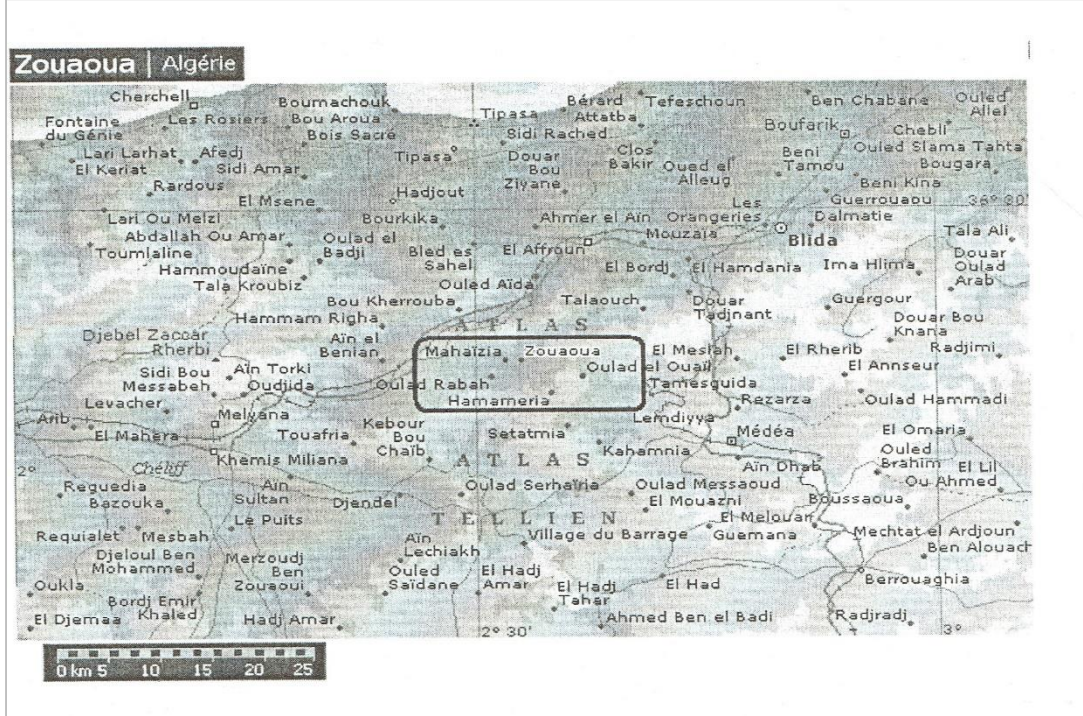 Zouaoua | Algérie
Cherchell
Boumachouk
Bérard
Tefeschoun
Ben Chabane
Ouled
Allel
Fontaine
du Génie
Les Rosiers
Bou Aroua
Bois Sacré
Tipasa
Attatba
Sidi Rached
Boufarik
Chebli
Lari Larhat
Afedj
El Keriat
Sidi Amar
Tipasa
Douar
Bou
Ziyane
Clos
Bakir
Oued el
Alleug
Beni
Tamou
Ouled Slama Tahta
Bougara
Rardous
Hadjout
Beni Kina
El Msene
Les
Orangeries
Guerrouaou
36° 30'
Lari Ou Melzi
Bourkika
Ahmer el Aïn
Dalmatie
Abdallah Ou Amar
Toumlaline
Oulad el
Badji
Bled es
Sahel
El Affroun
Mouzaïa
Blida
Tala Ali
Hammoudaïne
El Bordj
El Hamdania
Ima Hlima
Douar
Oulad
Arab
Tala Kroubiz
Ouled Aïda
Bou Kherrouba
Talaouch
Douar
Tadjnant
Guergour
Hammam Righa
ATLAS
Douar Bou
Knana
Djebel Zaccar
Rherbi
Aïn el
Benian
Mahaïzia
Zouaoua
El Mesiah
El Rherib
Radjimi
Sidi Bou
Messabeh
Aïn Torki
Oudjida
Oulad Rabah
Oulad el Ouaïl
Tamesquida
El Annseur
Levacher
Hamameria
Rezarza
Oulad Hammadi
Arib
Melyana
Lemdiyya
El Mahera
Touafria
Kebour
Bou
Chaïb
Setatmia
Médéa
El Omaria
2°
Chéliff
Khemis Miliana
ATLAS
Kahamnia
Aïn Dhab
Ouled
Brahim
El Lil
Ou Ahmed
Reguedia
Bazouka
Aïn
Sultan
Djendel
Oulad Serhaïria
Oulad Messaoud
El Mouazni
Boussaoua
Le Puits
TELLIEN
El Melouar
Requialet
Mesbah
Aïn
Lechiakh
Village du Barrage
Guemana
Mechtat el Ardjoun
Djeloul Ben
Mohammed
Merzoudj
Ben
Zouaoui
Ben Alouach
Oukla
Ouled
Saïdane
El Hadj
Amar
El Hadj
Tahar
El Had
Berrouaghia
Bordj Emir
Khaled
El Djemaa
Hadj Amar
2° 30'
Ahmed Ben el Badi
Radjradj
3°
0 km 5 10 15 20 25